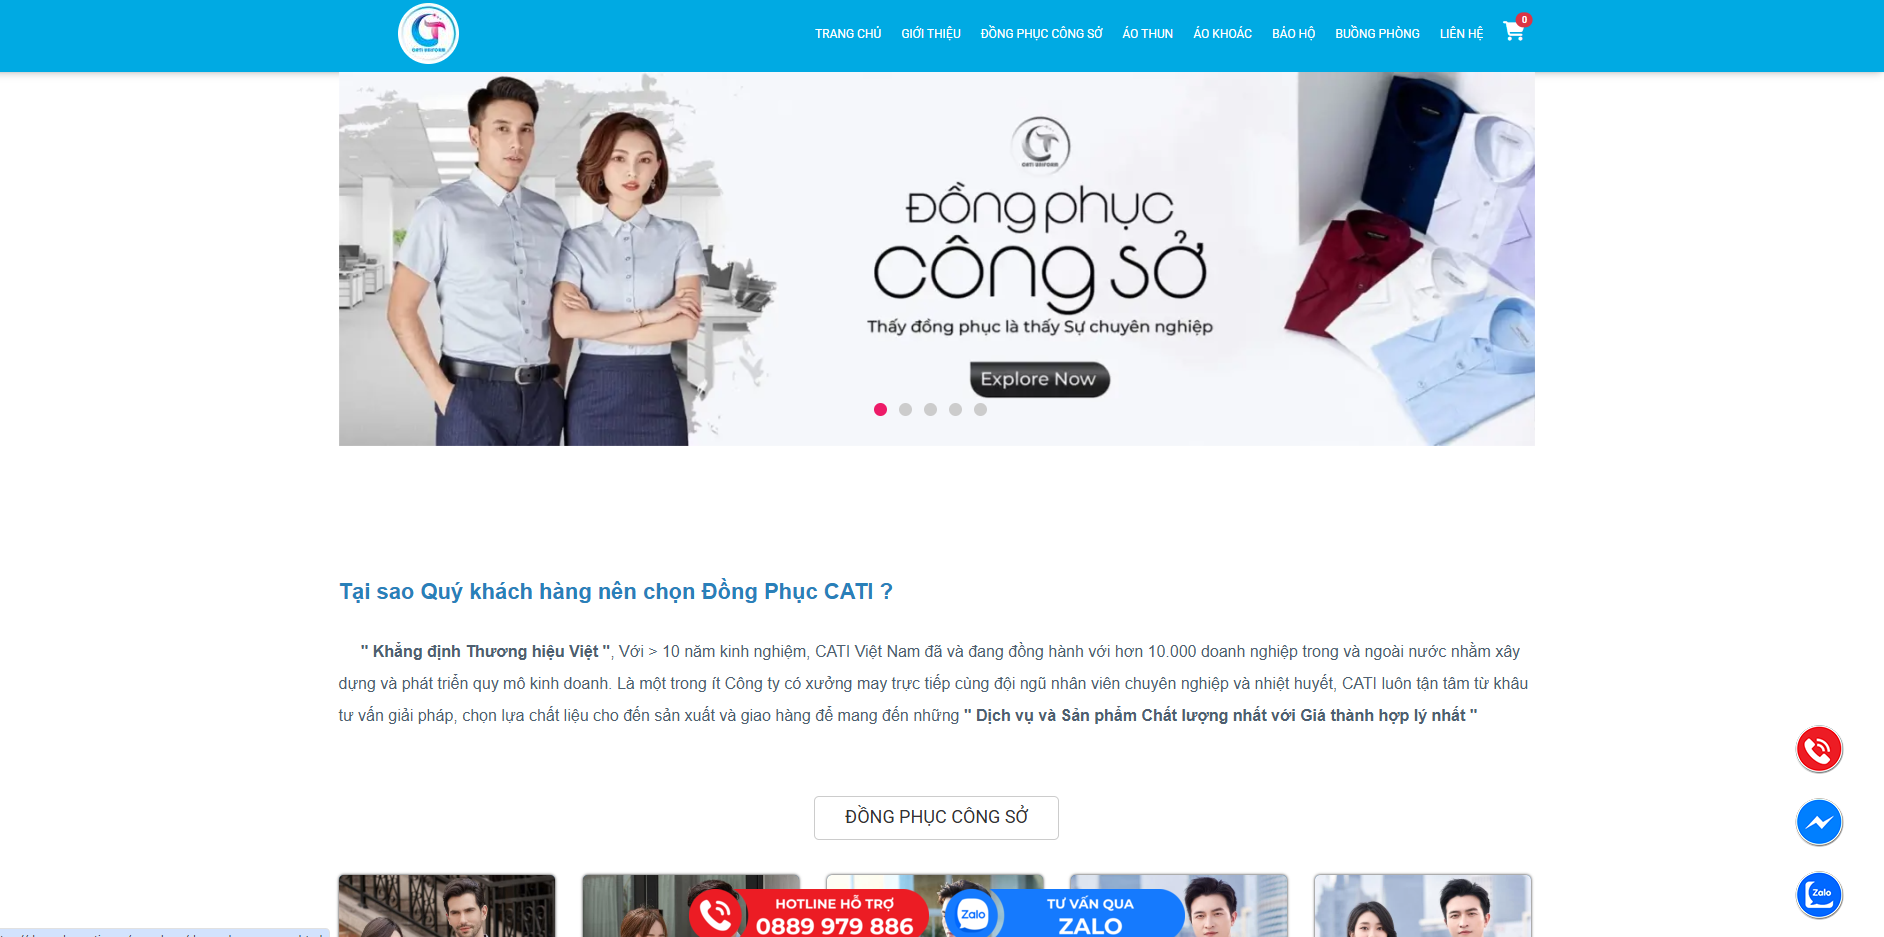 CATI UNIFORM
TRANG CHỦ GIỚI THIỆU ĐỒNG PHỤC CÔNG SỞ ÁO THUN ÁO KHOÁC BẢO HỘ BUỒNG PHÒNG LIÊN HỆ 0
CATI UNIFORM
Đồng phục
công sở
Thấy đồng phục là thấy Sự chuyên nghiệp
Explore Now
Tại sao Quý khách hàng nên chọn Đồng Phục CATI ?
" Khẳng định Thương hiệu Việt ", Với > 10 năm kinh nghiệm, CATI Việt Nam đã và đang đồng hành với hơn 10.000 doanh nghiệp trong và ngoài nước nhằm xây
dựng và phát triển quy mô kinh doanh. Là một trong ít Công ty có xưởng may trực tiếp cùng đội ngũ nhân viên chuyên nghiệp và nhiệt huyết, CATI luôn tận tâm từ khâu
tư vấn giải pháp, chọn lựa chất liệu cho đến sản xuất và giao hàng để mang đến những " Dịch vụ và Sản phẩm Chất lượng nhất với Giá thành hợp lý nhất "
ĐỒNG PHỤC CÔNG SỞ
HOTLINE HỖ TRỢ
0889 979 886
Zalo
TƯ VẤN QUA
ZALO
Zalo